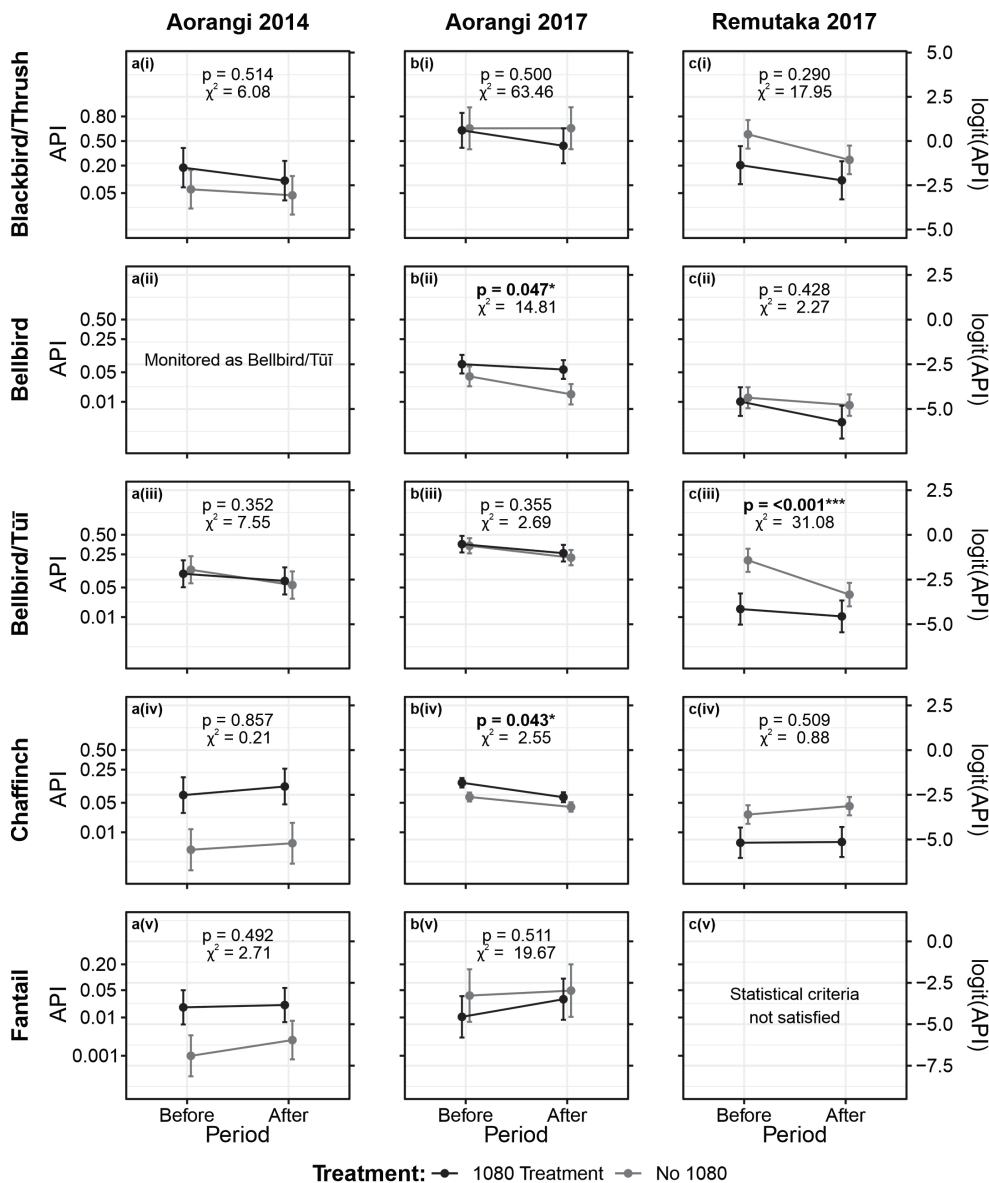 Aorangi 2014
Aorangi 2017
Remutaka 2017
Blackbird/Thrush
API
0.80
0.50
0.20
0.05
a(i)
p = 0.514
χ² = 6.08
b(i)
p = 0.500
χ² = 63.46
c(i)
p = 0.290
χ² = 17.95
5.0
2.5
0.0
−2.5
−5.0
logit(API)
Bellbird
API
0.50
0.25
0.05
0.01
a(ii)
Monitored as Bellbird/Tūī
b(ii)
p = 0.047*
χ² = 14.81
c(ii)
p = 0.428
χ² = 2.27
2.5
0.0
−2.5
−5.0
logit(API)
Bellbird/Tūī
API
0.50
0.25
0.05
0.01
a(iii)
p = 0.352
χ² = 7.55
b(iii)
p = 0.355
χ² = 2.69
c(iii)
p = <0.001***
χ² = 31.08
2.5
0.0
−2.5
−5.0
logit(API)
Chaffinch
API
0.50
0.25
0.05
0.01
a(iv)
p = 0.857
χ² = 0.21
b(iv)
p = 0.043*
χ² = 2.55
c(iv)
p = 0.509
χ² = 0.88
2.5
0.0
−2.5
−5.0
logit(API)
Fantail
API
0.20
0.05
0.01
0.001
a(v)
p = 0.492
χ² = 2.71
b(v)
p = 0.511
χ² = 19.67
c(v)
Statistical criteria
not satisfied
0.0
−2.5
−5.0
−7.5
logit(API)
Before After
Period
Before After
Period
Before After
Period
Treatment: 1080 Treatment No 1080